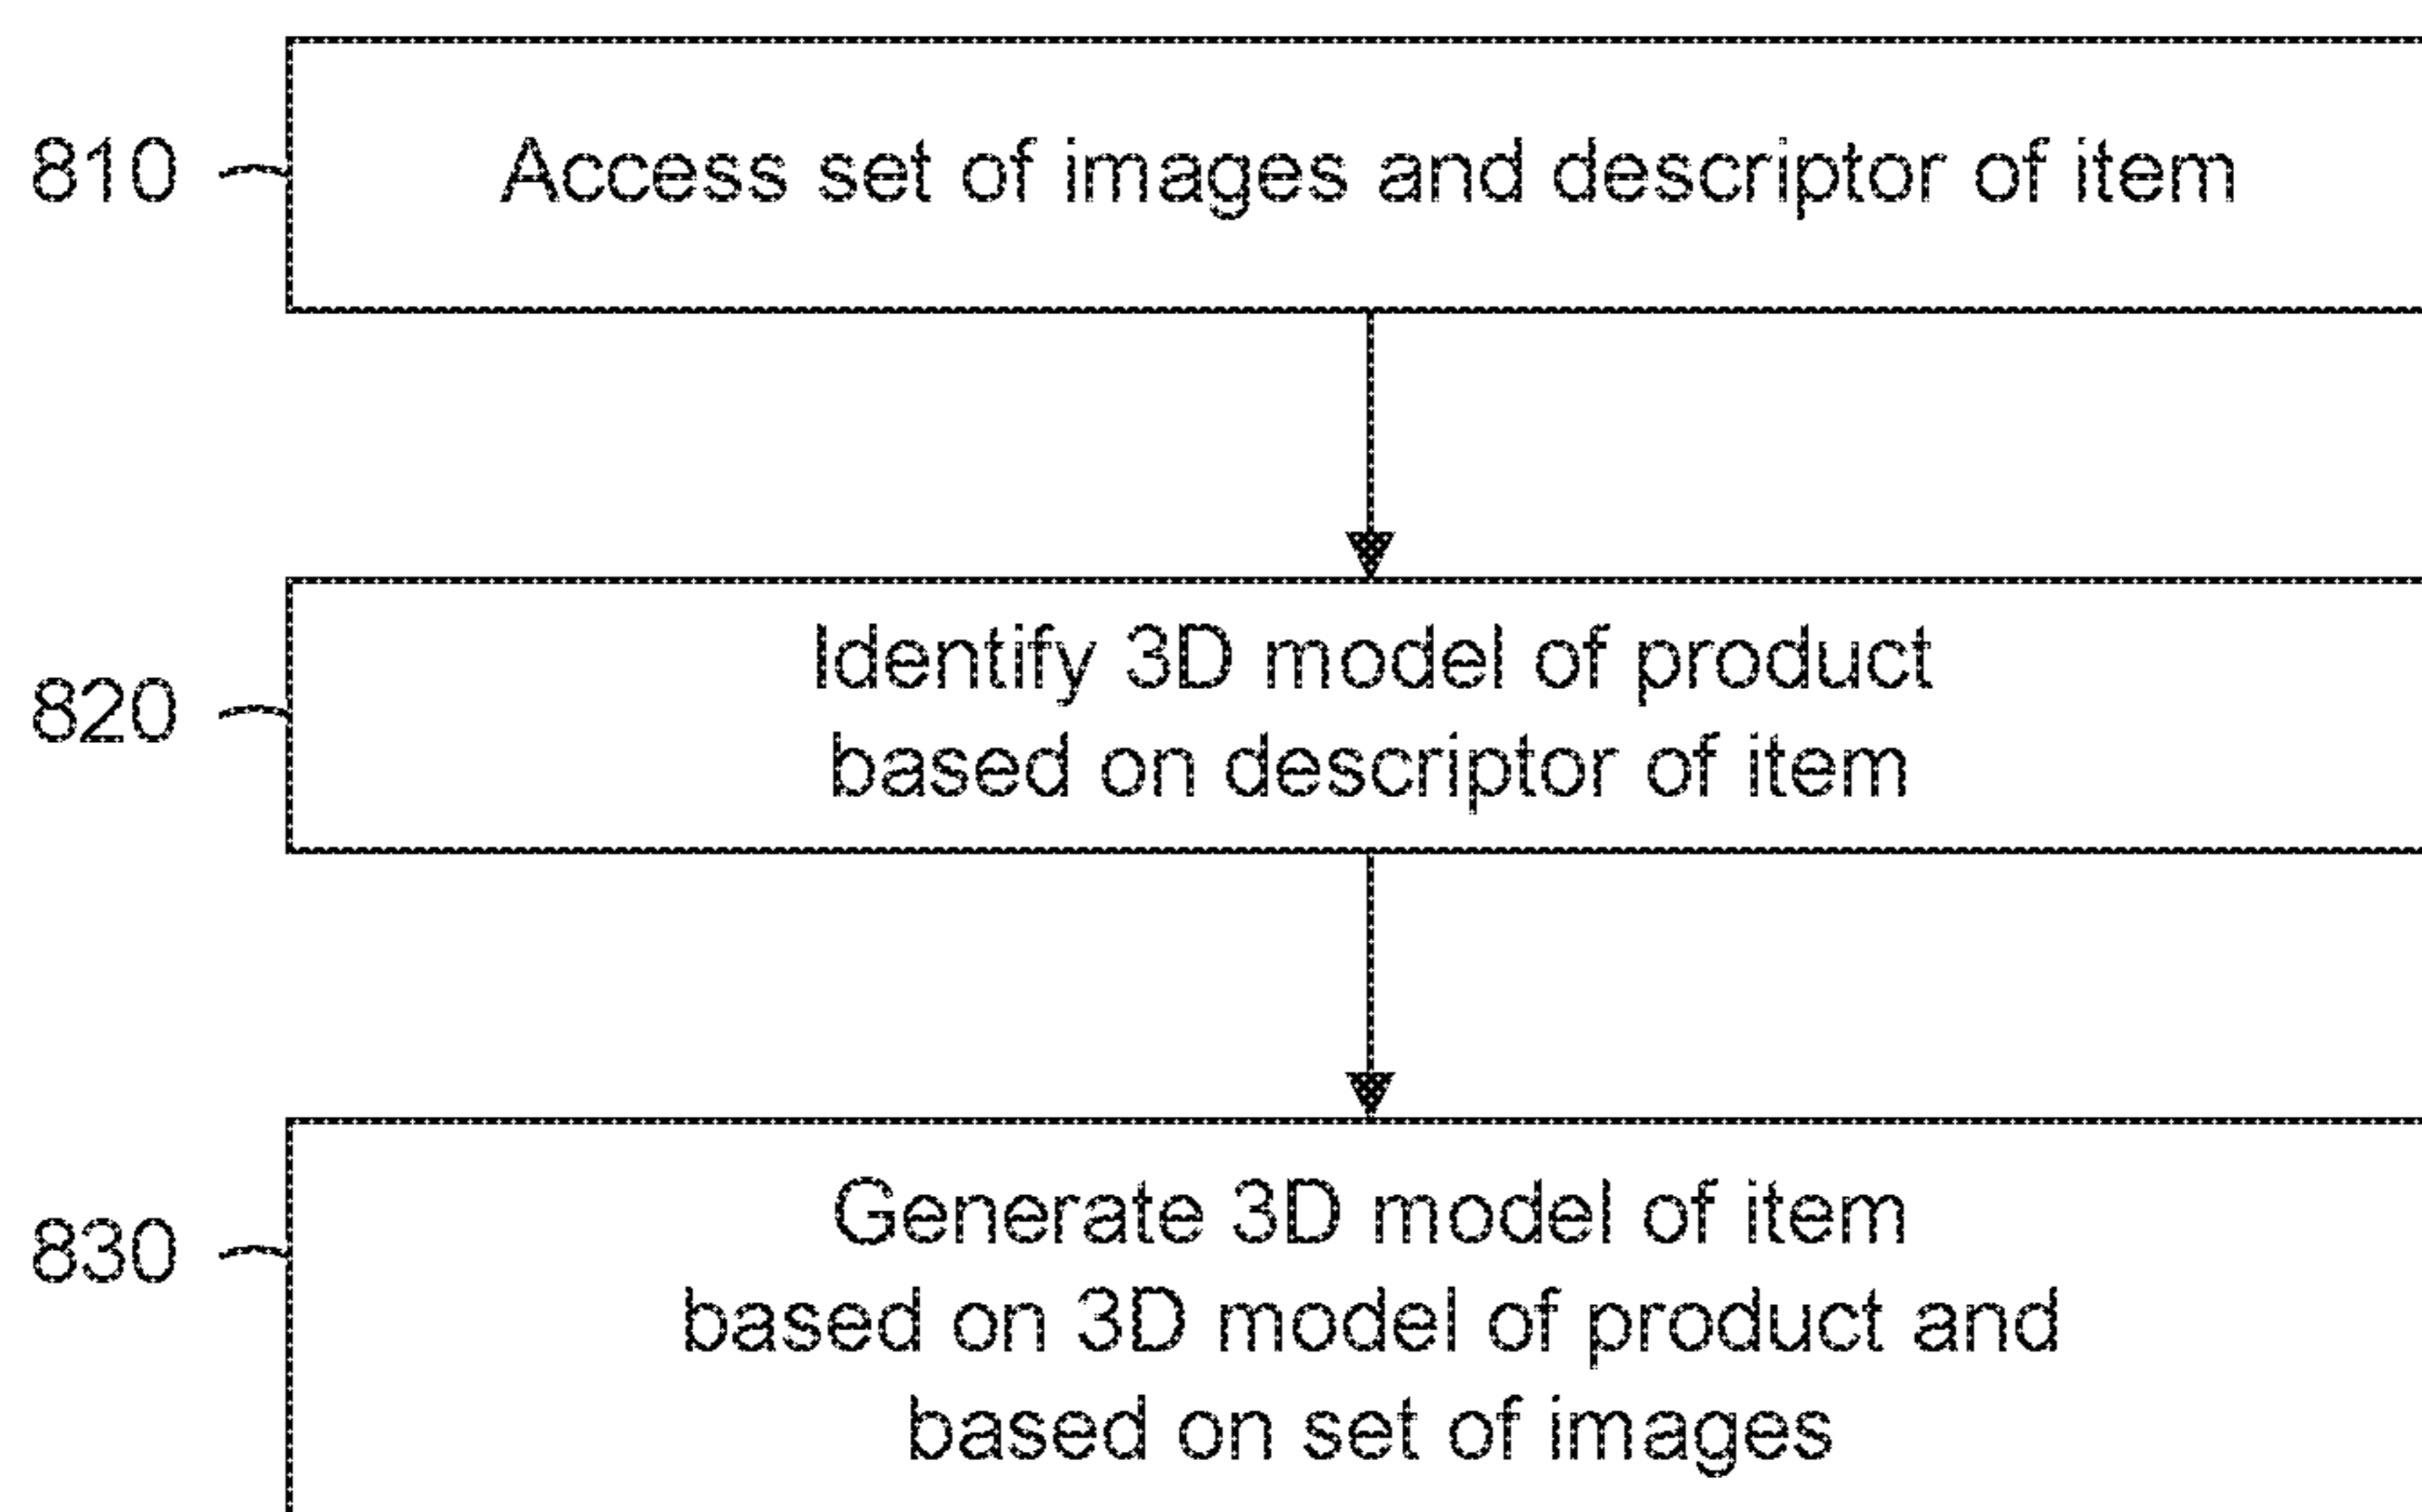 810
Access set of images and descriptor of item
820
Identify 3D model of product
based on descriptor of item
830
Generate 3D model of item
based on 3D model of product and
based on set of images